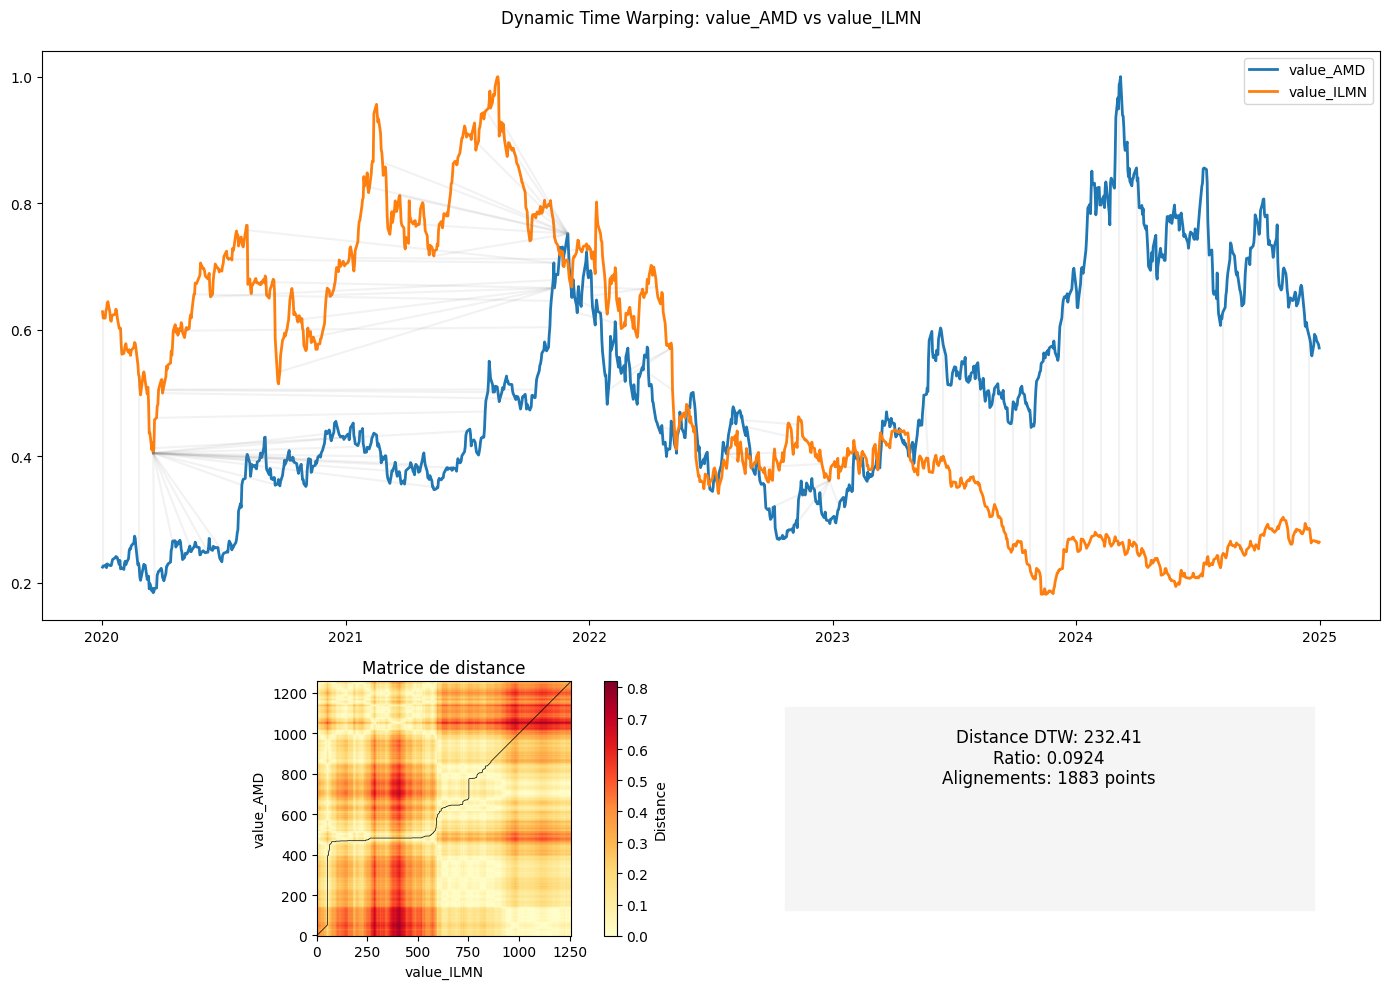 Dynamic Time Warping: value_AMD vs value_ILMN
1.0
0.8
0.6
0.4
0.2
value_AMD
value_ILMN
2020 2021 2022 2023 2024 2025
Matrice de distance
1200
1000
800
600
400
200
0
value_AMD
0 250 500 750 1000 1250
value_ILMN
0.8
0.7
0.6
0.5
0.4
0.3
0.2
0.1
0.0
Distance
Distance DTW: 232.41
Ratio: 0.0924
Alignements: 1883 points